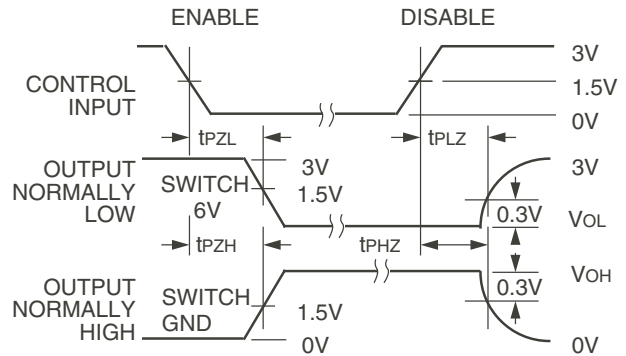 ENABLE DISABLE
3V
CONTROL INPUT
1.5V
0V
tPZL tPLZ
OUTPUT NORMALLY LOW
SWITCH 6V
3V
1.5V
3V
0.3V VOL
tPZH tPHZ
VOH
OUTPUT NORMALLY HIGH
SWITCH GND
0.3V
1.5V
0V
0V